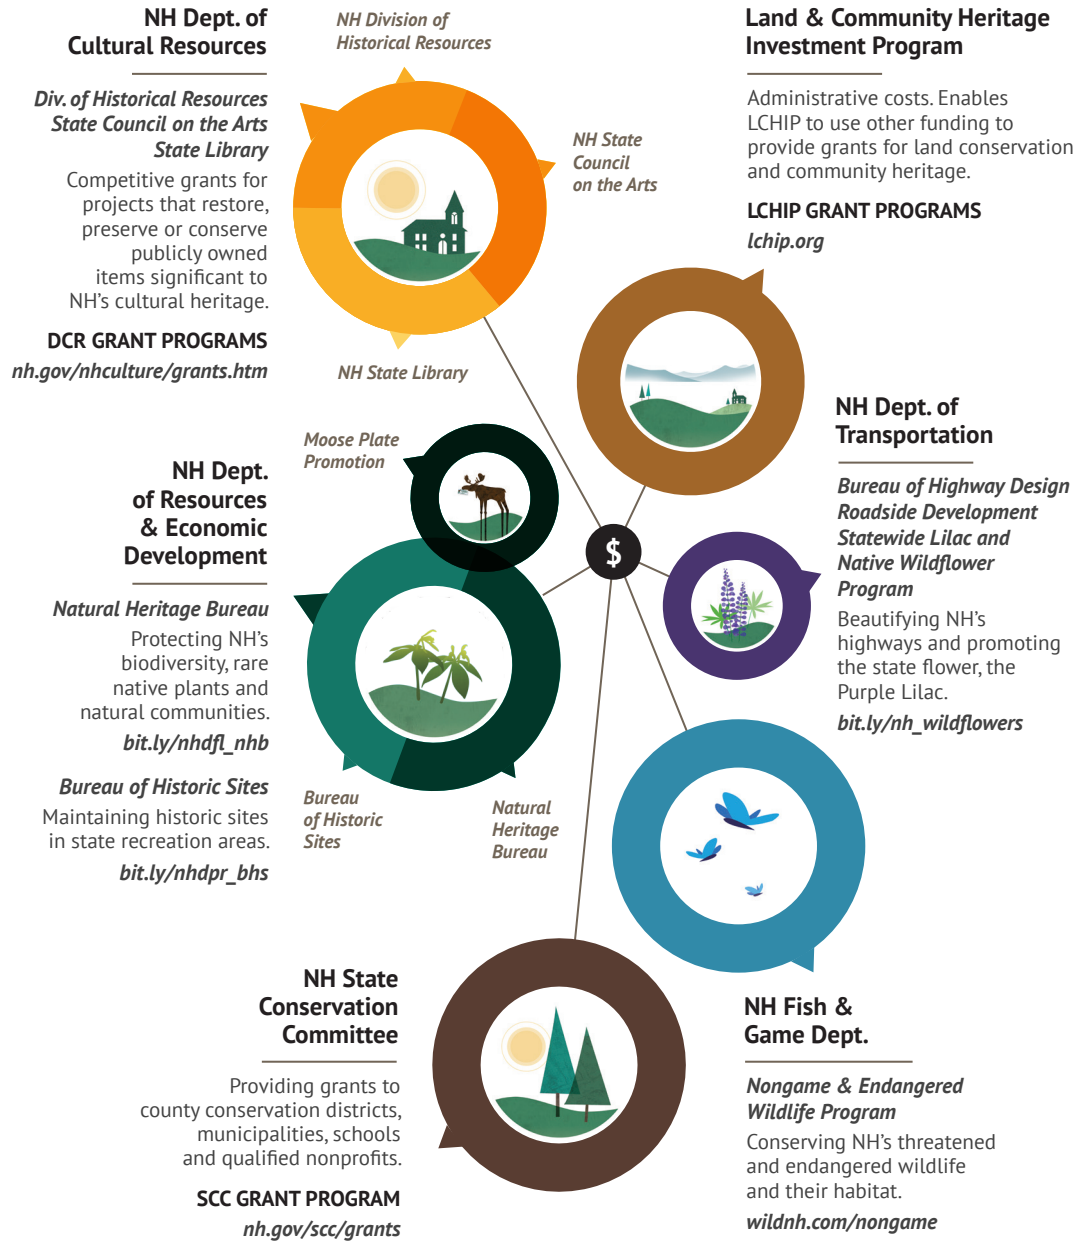 NH Dept. of
Cultural Resources
Div. of Historical Resources
State Council on the Arts
State Library
Competitive grants for
projects that restore,
preserve or conserve
publicly owned
items significant to
NH's cultural heritage.
DCR GRANT PROGRAMS
nh.gov/nhculture/grants.htm
NH Division of
Historical Resources
NH State
Council
on the Arts
NH State Library
Land & Community Heritage
Investment Program
Administrative costs. Enables
LCHIP to use other funding to
provide grants for land conservation
and community heritage.
LCHIP GRANT PROGRAMS
lchip.org
NH Dept. of
Transportation
Bureau of Highway Design
Roadside Development
Statewide Lilac and
Native Wildflower
Program
Beautifying NH's
highways and promoting
the state flower, the
Purple Lilac.
bit.ly/nh_wildflowers
$
Moose Plate
Promotion
NH Dept.
of Resources
& Economic
Development
Natural Heritage Bureau
Protecting NH's
biodiversity, rare
native plants and
natural communities.
bit.ly/nhdfl_nhb
Bureau of Historic Sites
Maintaining historic sites
in state recreation areas.
bit.ly/nhdpr_bhs
Bureau
of Historic
Sites
Natural
Heritage
Bureau
NH State
Conservation
Committee
Providing grants to
county conservation districts,
municipalities, schools
and qualified nonprofits.
SCC GRANT PROGRAM
nh.gov/scc/grants
NH Fish &
Game Dept.
Nongame & Endangered
Wildlife Program
Conserving NH's threatened
and endangered wildlife
and their habitat.
wildnh.com/nongame